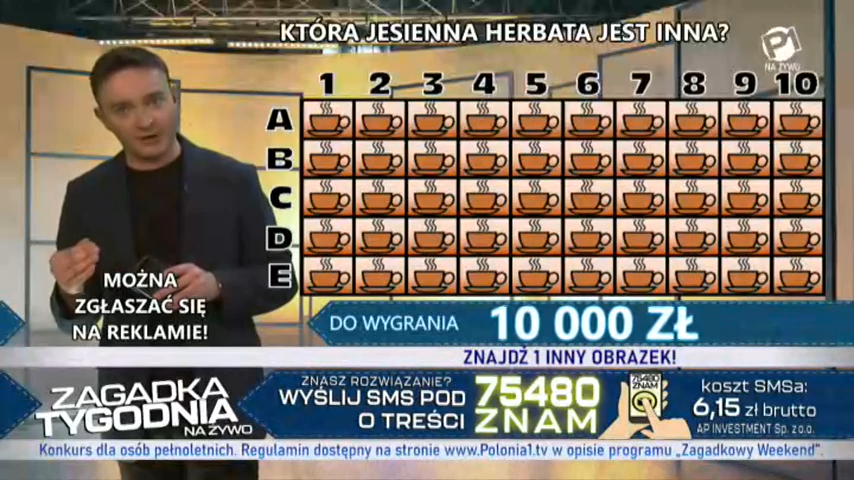 KTÓRA JESIENNA HERBATA JEST INNA?
P1
NA ŻYWO
1 2 3 4 5 6 7 8 9 10
A
B
C
D
E
MOŻNA
ZGŁASZAĆ SIĘ
NA REKLAMIE!
DO WYGRANIA 10 000 ZŁ
ZNAJDŹ 1 INNY OBRAZEK!
ZAGADKA
TYGODNIA
NA ŻYWO
ZNASZ ROZWIĄZANIE?
WYŚLIJ SMS POD
O TREŚCI
75480
ZNAM
75480
ZNAM
koszt SMSa:
6,15 zł brutto
AP INVESTMENT Sp. z o.o.
Konkurs dla osób pełnoletnich. Regulamin dostępny na stronie www.Polonia1.tv w opisie programu „Zagadkowy Weekend”.